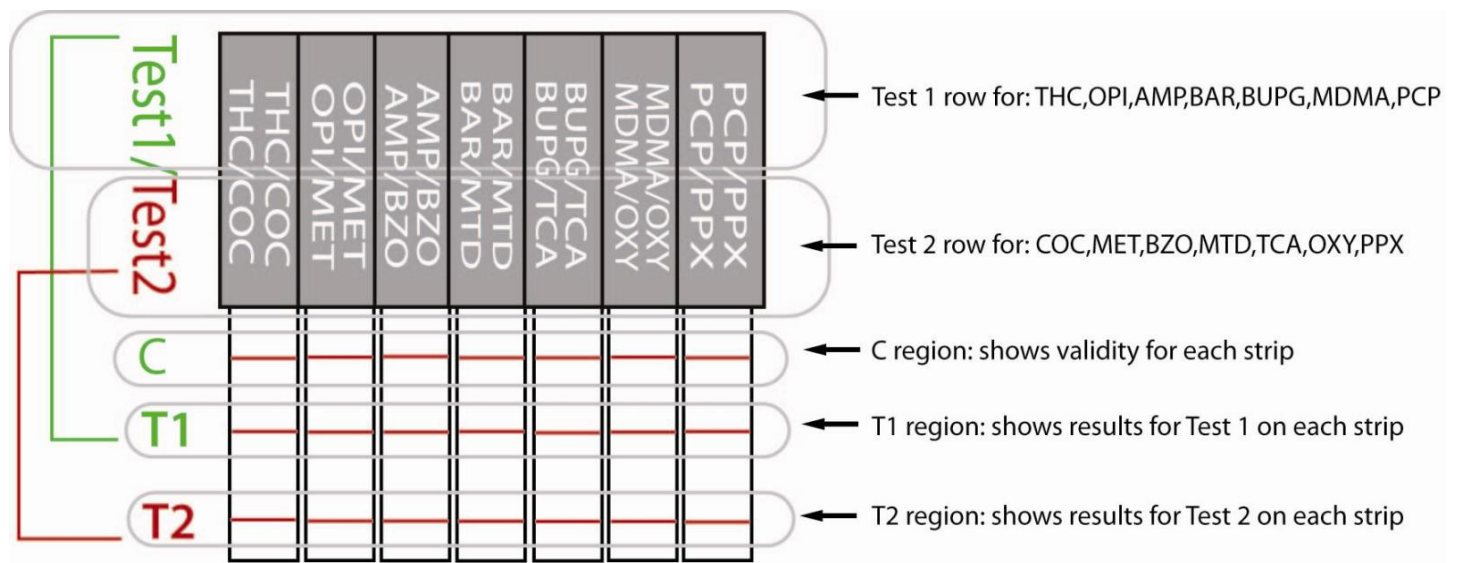 Test1/Test2
THC/COC
THC/COC
OPI/MET
OPI/MET
AMP/BZO
AMP/BZO
BAR/MTD
BAR/MTD
BUPG/TCA
BUPG/TCA
MDMA/OXY
MDMA/OXY
PCP/PPX
PCP/PPX
Test 1 row for: THC,OPI,AMP,BAR,BUPG,MDMA,PCP
Test 2 row for: COC,MET,BZO,MTD,TCA,OXY,PPX
C
C region: shows validity for each strip
T1
T1 region: shows results for Test 1 on each strip
T2
T2 region: shows results for Test 2 on each strip